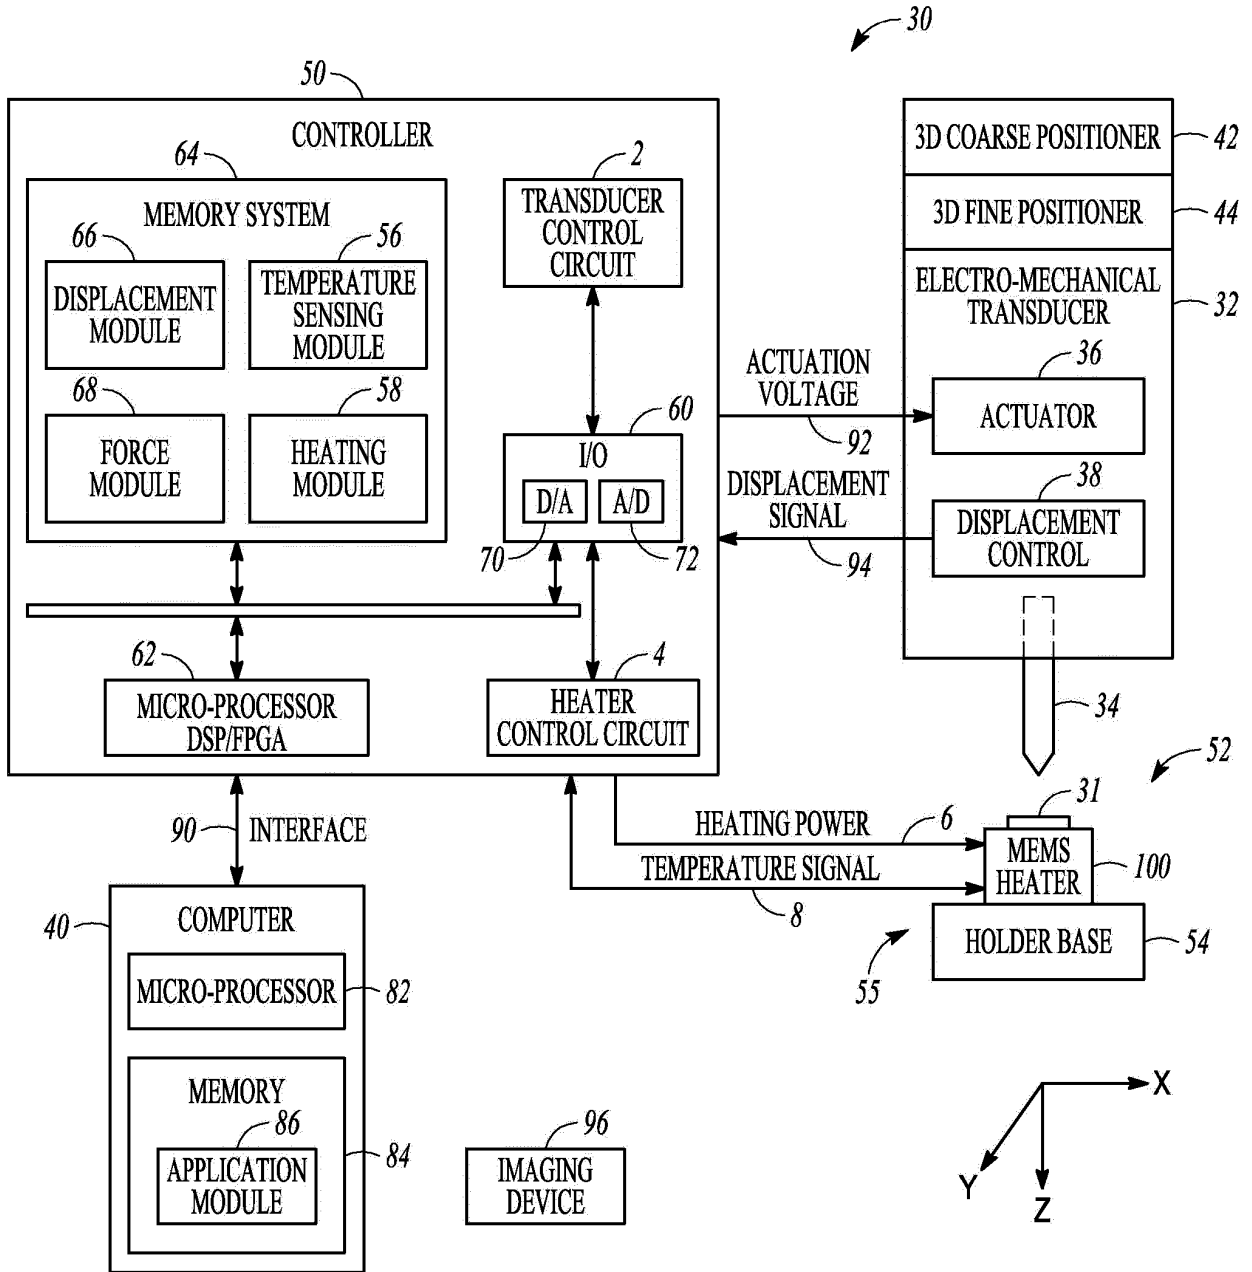 30
50
CONTROLLER
64
MEMORY SYSTEM
66
DISPLACEMENT
MODULE
56
TEMPERATURE
SENSING
MODULE
68
FORCE
MODULE
58
HEATING
MODULE
2
TRANSDUCER
CONTROL
CIRCUIT
60
I/O
D/A
A/D
70
72
62
MICRO-PROCESSOR
DSP/FPGA
4
HEATER
CONTROL CIRCUIT
ACTUATION
VOLTAGE
92
DISPLACEMENT
SIGNAL
94
3D COARSE POSITIONER
42
3D FINE POSITIONER
44
ELECTRO-MECHANICAL
TRANSDUCER
32
36
ACTUATOR
38
DISPLACEMENT
CONTROL
34
52
31
MEMS
HEATER
100
HOLDER BASE
54
55
HEATING POWER
6
TEMPERATURE SIGNAL
8
90
INTERFACE
40
COMPUTER
MICRO-PROCESSOR
82
MEMORY
84
86
APPLICATION
MODULE
96
IMAGING
DEVICE
X
Y
Z